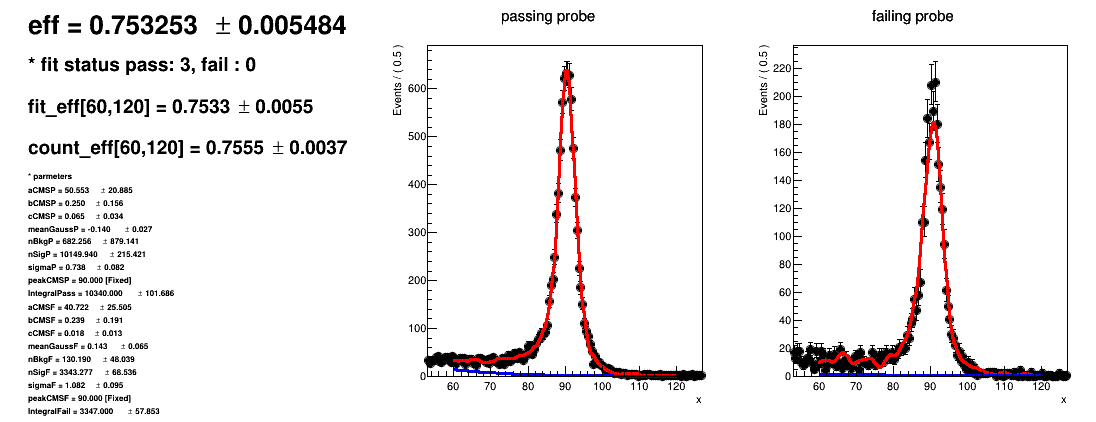 eff = 0.753253 ± 0.005484
* fit status pass: 3, fail : 0
fit_eff[60,120] = 0.7533 ± 0.0055
count_eff[60,120] = 0.7555 ± 0.0037
* parmeters
aCMSP = 50.553 ± 20.885
bCMSP = 0.250 ± 0.156
cCMSP = 0.065 ± 0.034
meanGaussP = -0.140 ± 0.027
nBkgP = 682.256 ± 879.141
nSigP = 10149.940 ± 215.421
sigmaP = 0.738 ± 0.082
peakCMSP = 90.000 [Fixed]
IntegralPass = 10340.000 ± 101.686
aCMSF = 40.722 ± 25.505
bCMSF = 0.239 ± 0.191
cCMSF = 0.018 ± 0.013
meanGaussF = 0.143 ± 0.065
nBkgF = 130.190 ± 48.039
nSigF = 3343.277 ± 68.536
sigmaF = 1.082 ± 0.095
peakCMSF = 90.000 [Fixed]
IntegralFail = 3347.000 ± 57.853
passing probe
Events / ( 0.5 )
600
500
400
300
200
100
0
60 70 80 90 100 110 120
x
failing probe
Events / ( 0.5 )
220
200
180
160
140
120
100
80
60
40
20
0
60 70 80 90 100 110 120
x